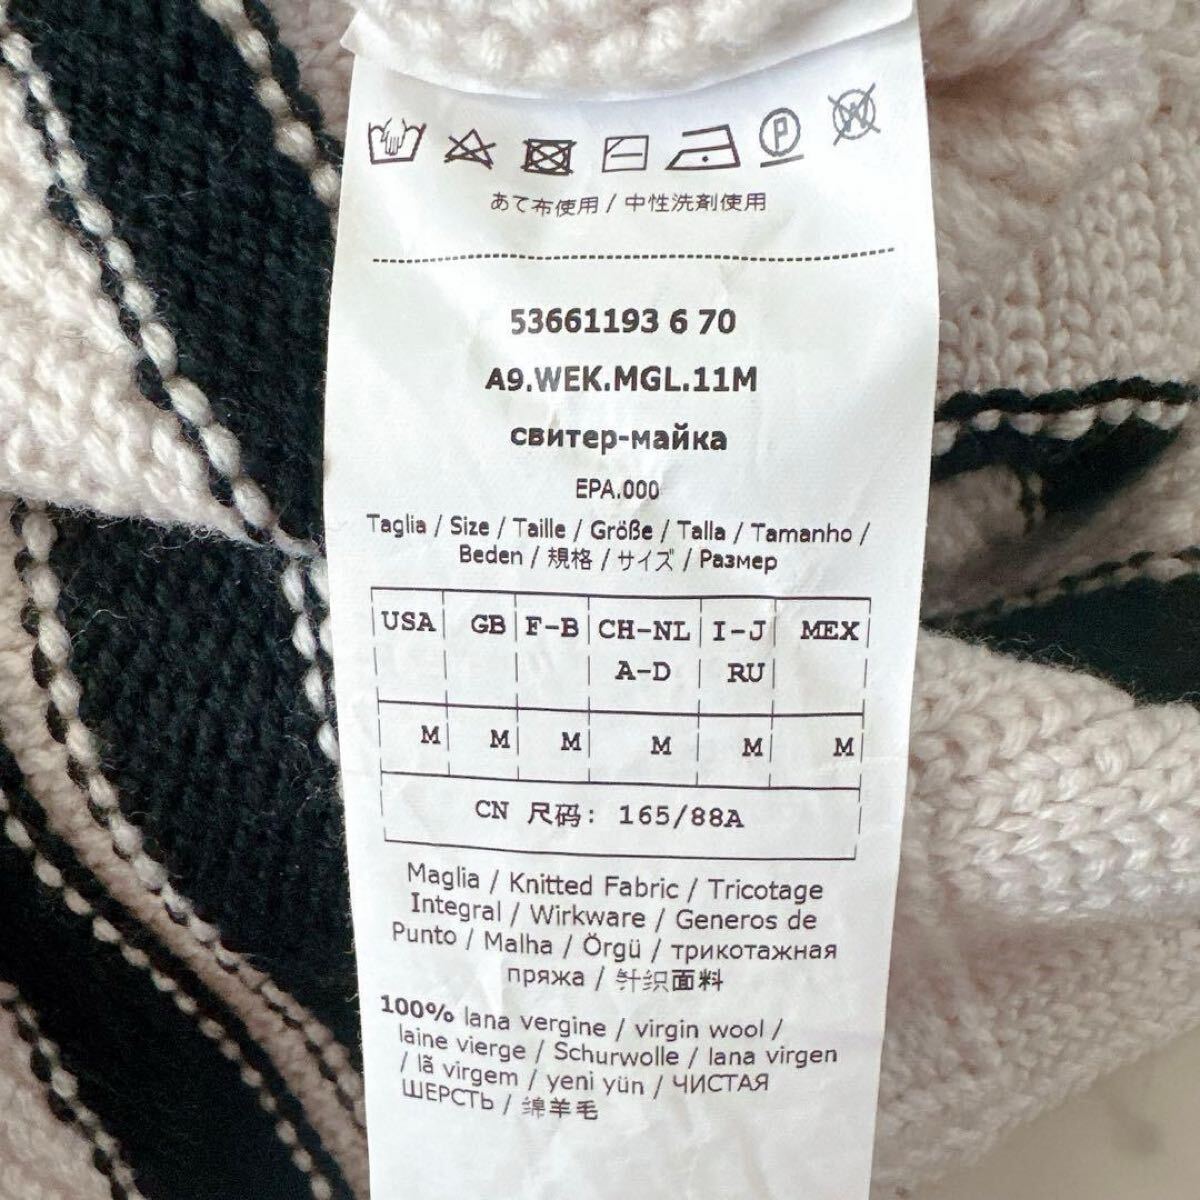 P
W
あて布使用 / 中性洗剤使用
53661193 6 70
A9.WEK.MGL.11M
свитер-майка
EPA.000
Taglia / Size / Taille / Größe / Talla / Tamanho /
Beden / 規格 / サイズ / Размер
USA GB F-B CH-NL I-J MEX
A-D RU
M M M M M M
CN 尺码: 165/88A
Maglia / Knitted Fabric / Tricotage
Integral / Wirkware / Generos de
Punto / Malha / Örgü / трикотажная
пряжа / 针织面料
100% lana vergine / virgin wool /
laine vierge / Schurwolle / lana virgen
/ lã virgem / yeni yün / ЧИСТАЯ
ШЕРСТЬ / 绵羊毛